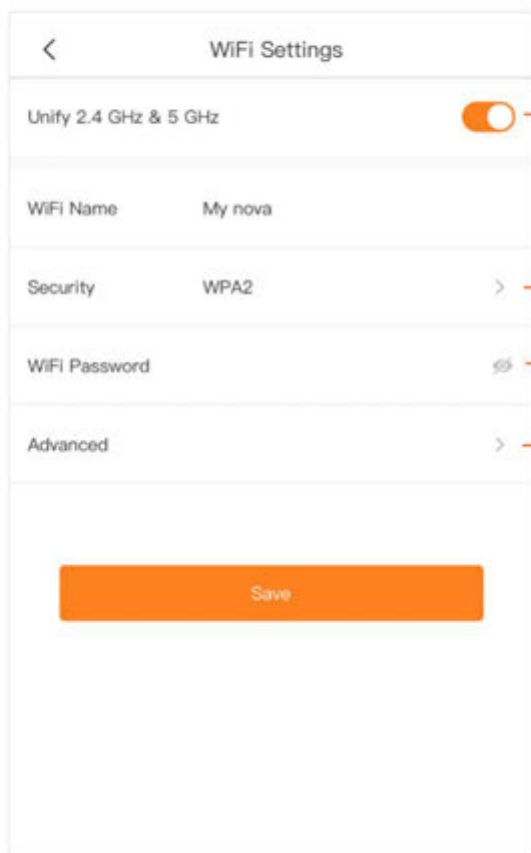 WiFi Settings
Unify 2.4 GHz & 5 GHz
WiFi Name My nova
Security WPA2
WiFi Password
Advanced
Save